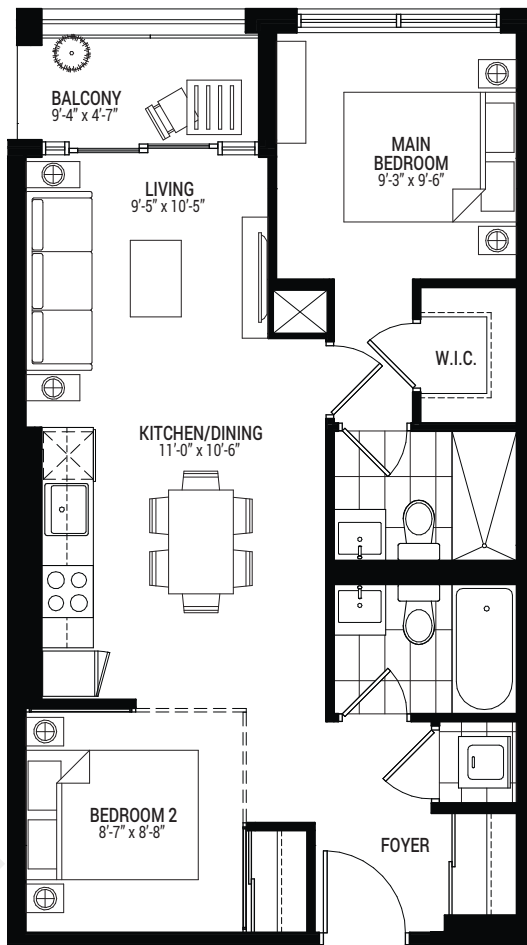 BALCONY
9'-4" x 4'-7"
MAIN
BEDROOM
9'-3" x 9'-6"
LIVING
9'-5" x 10'-5"
W.I.C.
KITCHEN/DINING
11'-0" x 10'-6"
BEDROOM 2
8'-7" x 8'-8"
FOYER